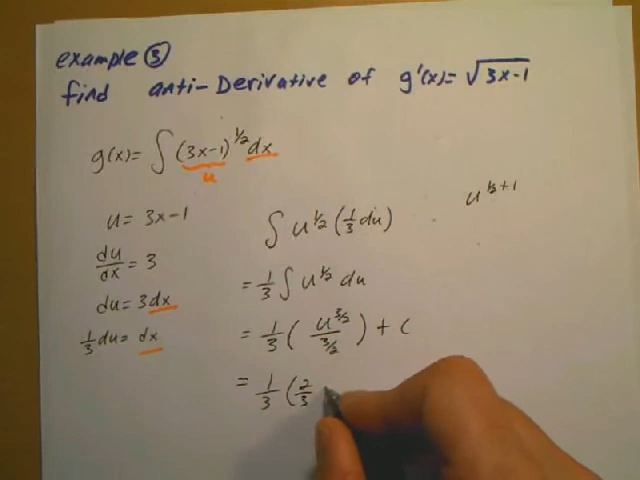 example ③
find anti-Derivative of g'(x) = √3x-1
g(x) = ∫ (3x-1)^1/2 dx
u
u = 3x-1
du/dx = 3
du = 3dx
1/3 du = dx
∫ u^1/2 (1/3 du)
= 1/3 ∫ u^1/2 du
= 1/3 ( u^3/2 / 3/2 ) + C
= 1/3 ( 2/3
u^1/2+1